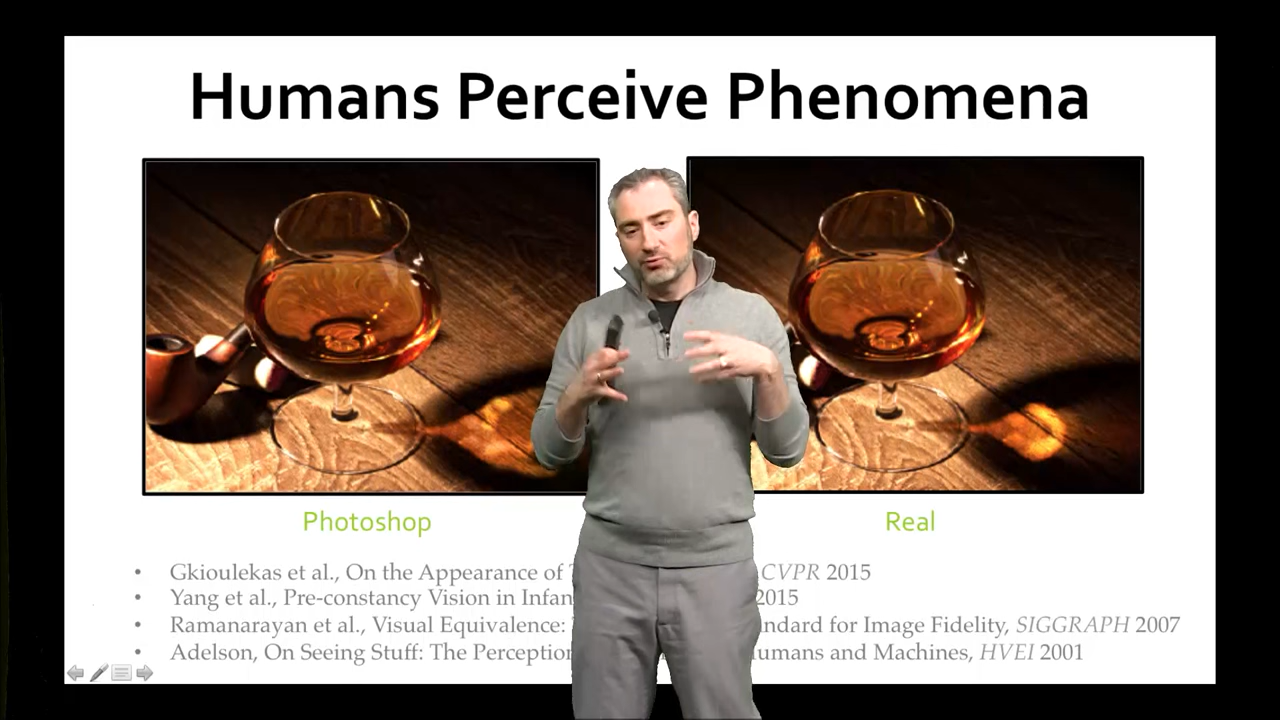 Humans Perceive Phenomena
Photoshop
Real
• Gkioulekas et al., On the Appearance of CVPR 2015
• Yang et al., Pre-constancy Vision in Infan 2015
• Ramanarayan et al., Visual Equivalence: ndard for Image Fidelity, SIGGRAPH 2007
• Adelson, On Seeing Stuff: The Perception umans and Machines, HVEI 2001